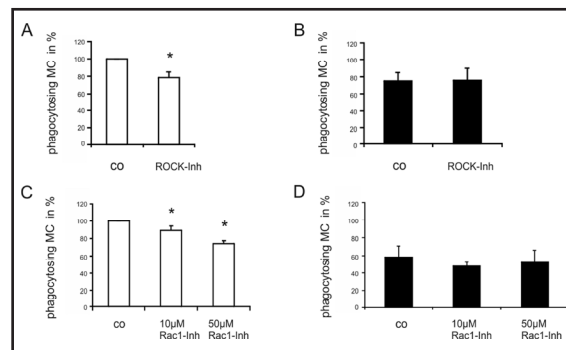 A
phagocytosing MC in %
120
100
80
60
40
20
0
*
co
ROCK-Inh
B
phagocytosing MC in %
120
100
80
60
40
20
0
co
ROCK-Inh
C
phagocytosing MC in %
120
100
80
60
40
20
0
*
*
co
10µM
Rac1-Inh
50µM
Rac1-Inh
D
phagocytosing MC in %
120
100
80
60
40
20
0
co
10µM
Rac1-Inh
50µM
Rac1-Inh